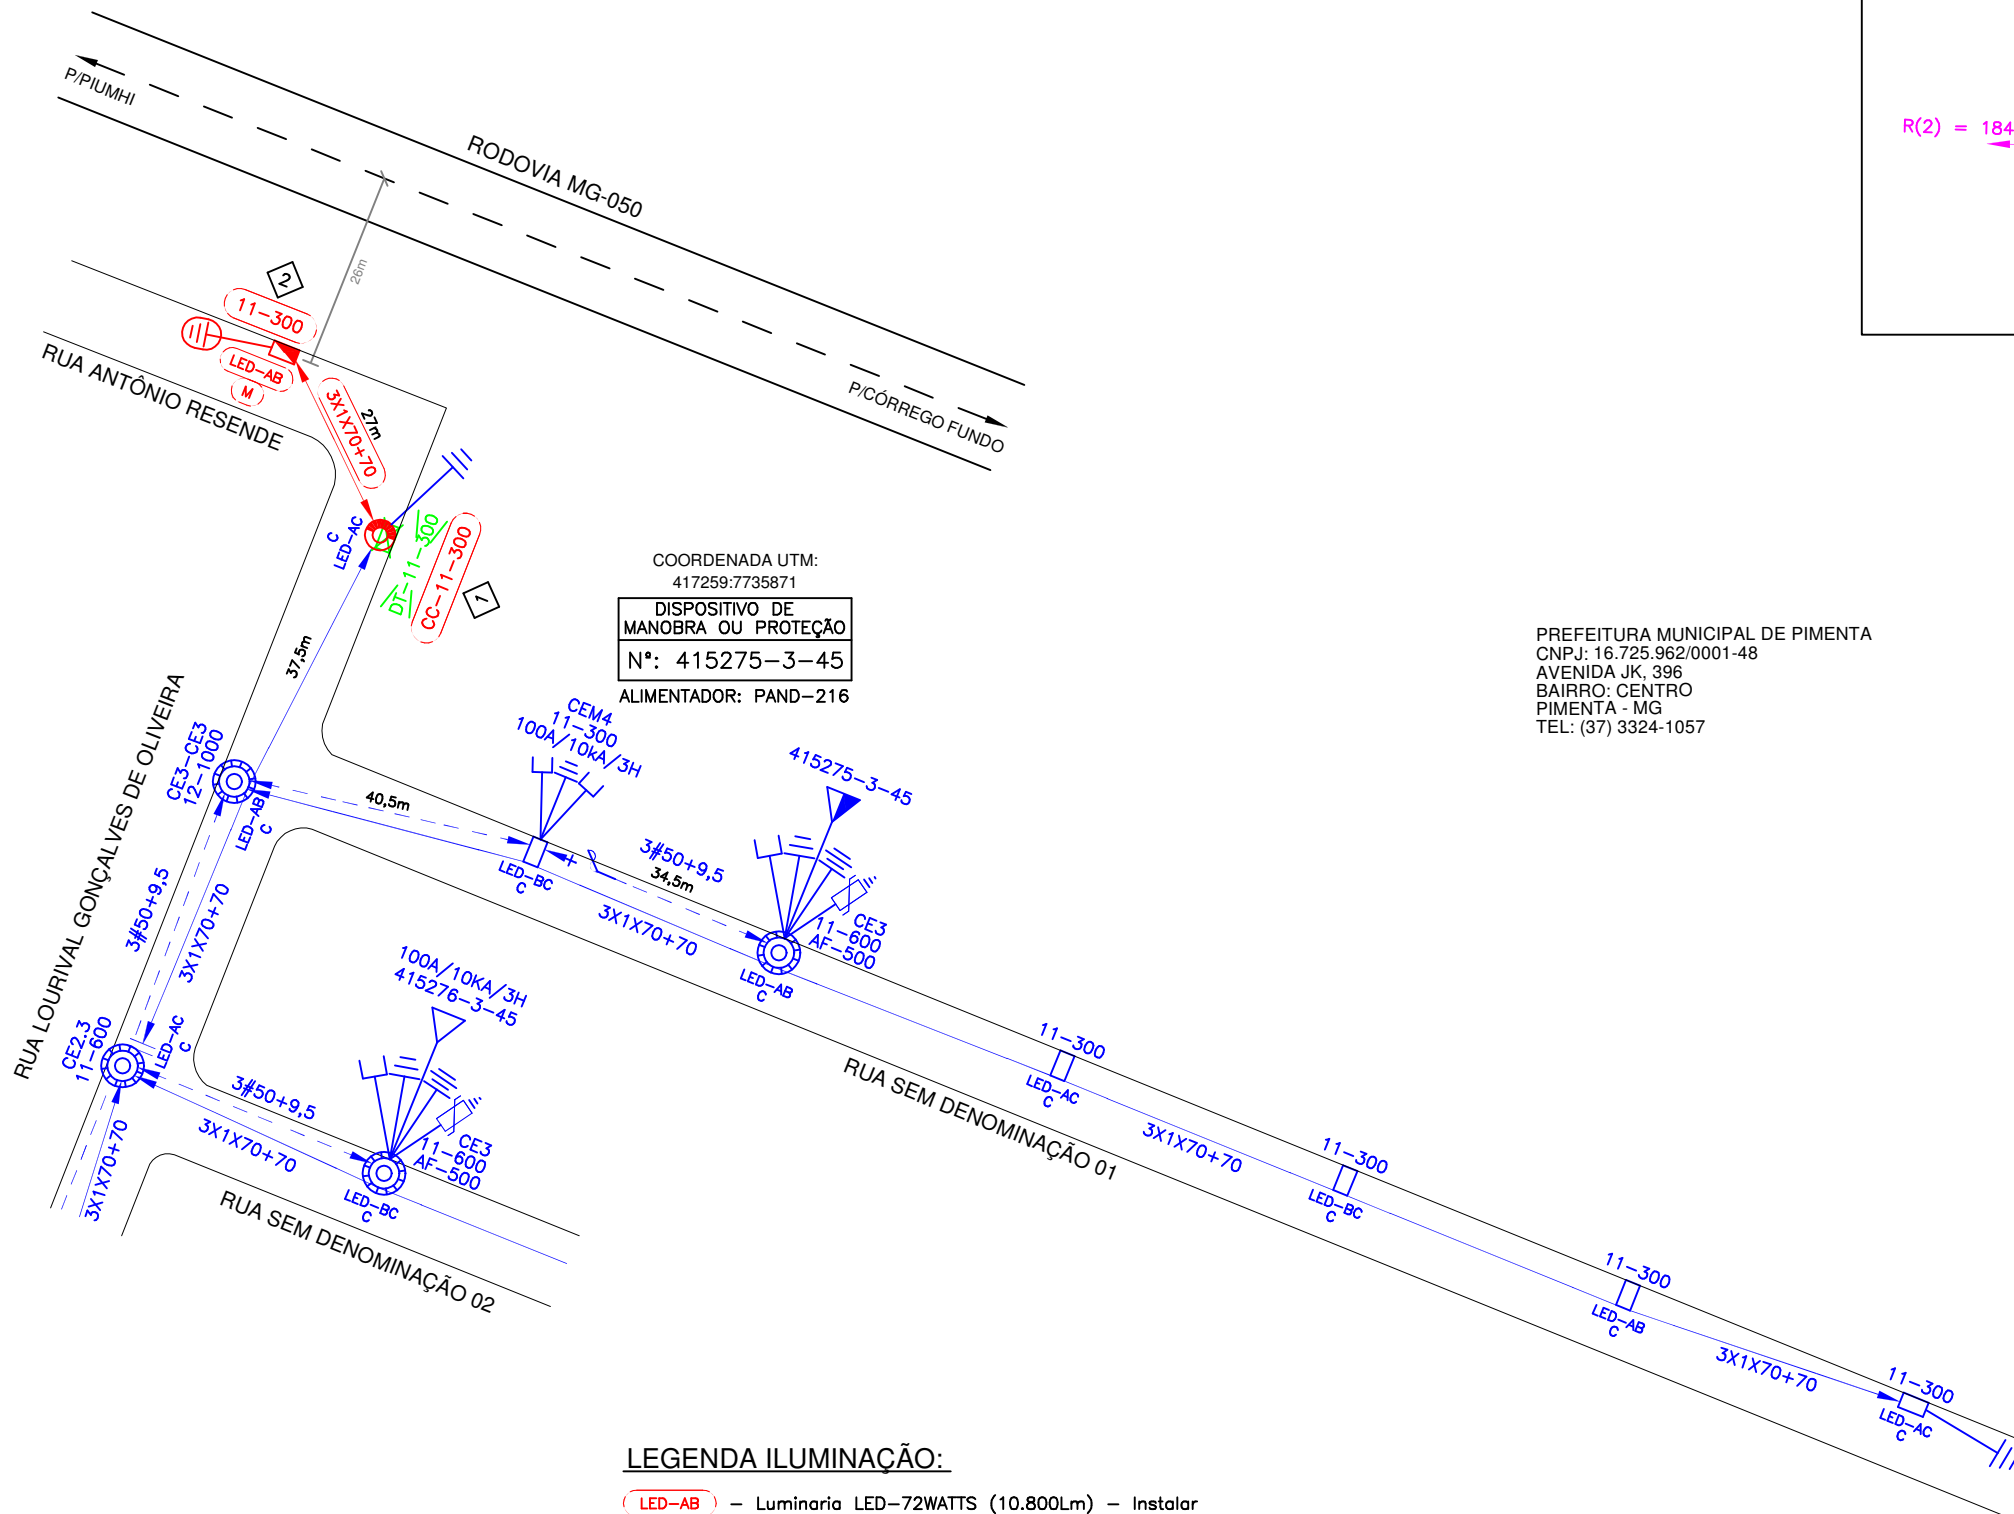 P/PIUMHI
RODOVIA MG-050
R(2) = 184
26m
2
11-300
LED-AB
M
RUA ANTÔNIO RESENDE
3X1X70+70
27m
P/CÓRREGO FUNDO
C
LED-AC
DT-11-300
CC-11-300
1
COORDENADA UTM:
417259:7735871
DISPOSITIVO DE
MANOBRA OU PROTEÇÃO
Nº: 415275-3-45
ALIMENTADOR: PAND-216
PREFEITURA MUNICIPAL DE PIMENTA
CNPJ: 16.725.962/0001-48
AVENIDA JK, 396
BAIRRO: CENTRO
PIMENTA - MG
TEL: (37) 3324-1057
37,5m
RUA LOURIVAL GONÇALVES DE OLIVEIRA
CE3-CE3
12-1000
LED-AB
C
40,5m
CEM4
11-300
100A/10kA/3H
LED-BC
C
3#50+9,5
34,5m
3X1X70+70
415275-3-45
CE3
11-600
AF-500
LED-AB
C
3#50+9,5
3X1X70+70
CE2.3
11-600
LED-AC
C
3X1X70+70
3#50+9,5
3X1X70+70
100A/10KA/3H
415276-3-45
CE3
11-600
AF-500
LED-BC
C
RUA SEM DENOMINAÇÃO 02
RUA SEM DENOMINAÇÃO 01
11-300
LED-AC
C
3X1X70+70
11-300
LED-BC
C
11-300
LED-AB
C
3X1X70+70
11-300
LED-AC
C
LEGENDA ILUMINAÇÃO:
LED-AB - Luminaria LED-72WATTS (10.800Lm) - Instalar